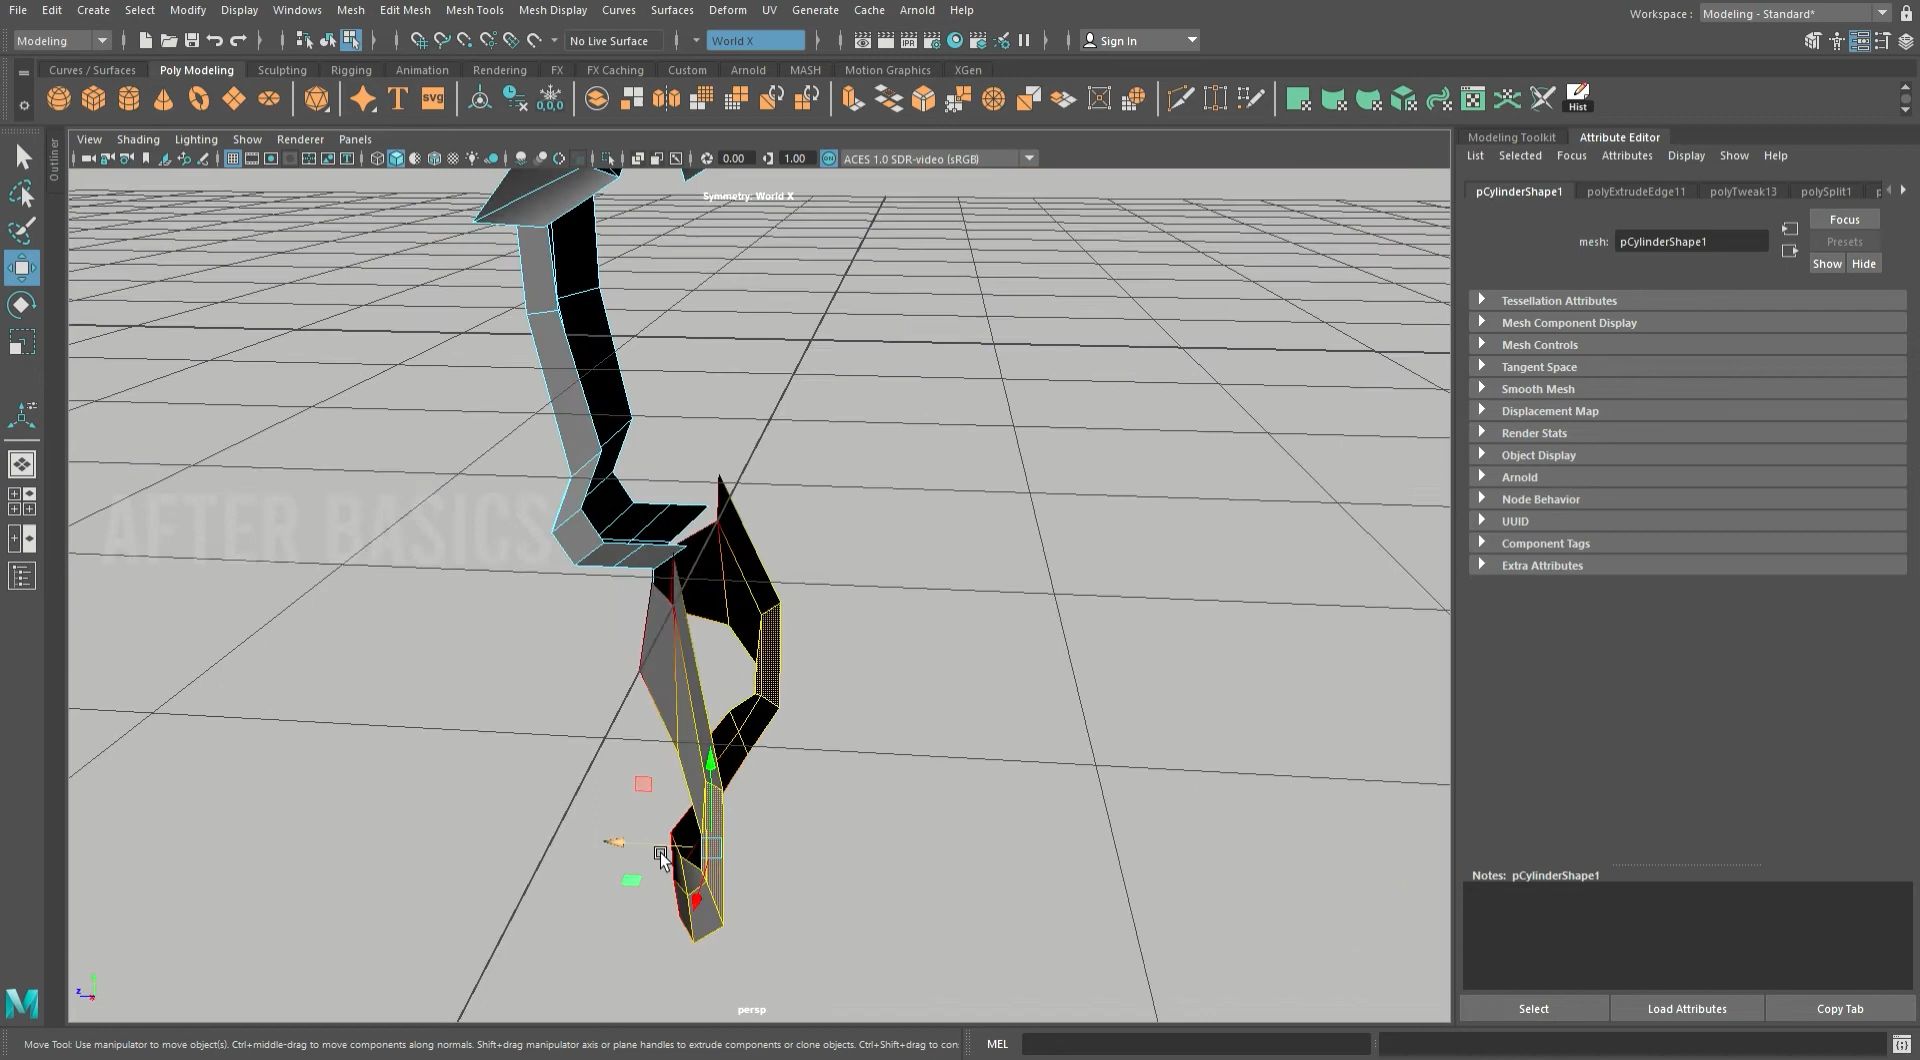 File Edit Create Select Modify Display Windows Mesh Edit Mesh Mesh Tools Mesh Display Curves Surfaces Deform UV Generate Cache Arnold Help
Workspace : Modeling - Standard*
Modeling No Live Surface World X Sign In
Curves / Surfaces Poly Modeling Sculpting Rigging Animation Rendering FX FX Caching Custom Arnold MASH Motion Graphics XGen
T SVG 0,0,0 Hist
Outliner
View Shading Lighting Show Renderer Panels
0.00 1.00 ON ACES 1.0 SDR-video (sRGB)
Symmetry: World X
AFTER BASICS
z
persp
Modeling Toolkit Attribute Editor
List Selected Focus Attributes Display Show Help
pCylinderShape1 polyExtrudeEdge11 polyTweak13 polySplit1 p
mesh: pCylinderShape1
Focus
Presets
Show Hide
Tessellation Attributes
Mesh Component Display
Mesh Controls
Tangent Space
Smooth Mesh
Displacement Map
Render Stats
Object Display
Arnold
Node Behavior
UUID
Component Tags
Extra Attributes
Notes: pCylinderShape1
Select Load Attributes Copy Tab
Move Tool: Use manipulator to move object(s). Ctrl+middle-drag to move components along normals. Shift+drag manipulator axis or plane handles to extrude components or clone objects. Ctrl+Shift+drag to con
MEL